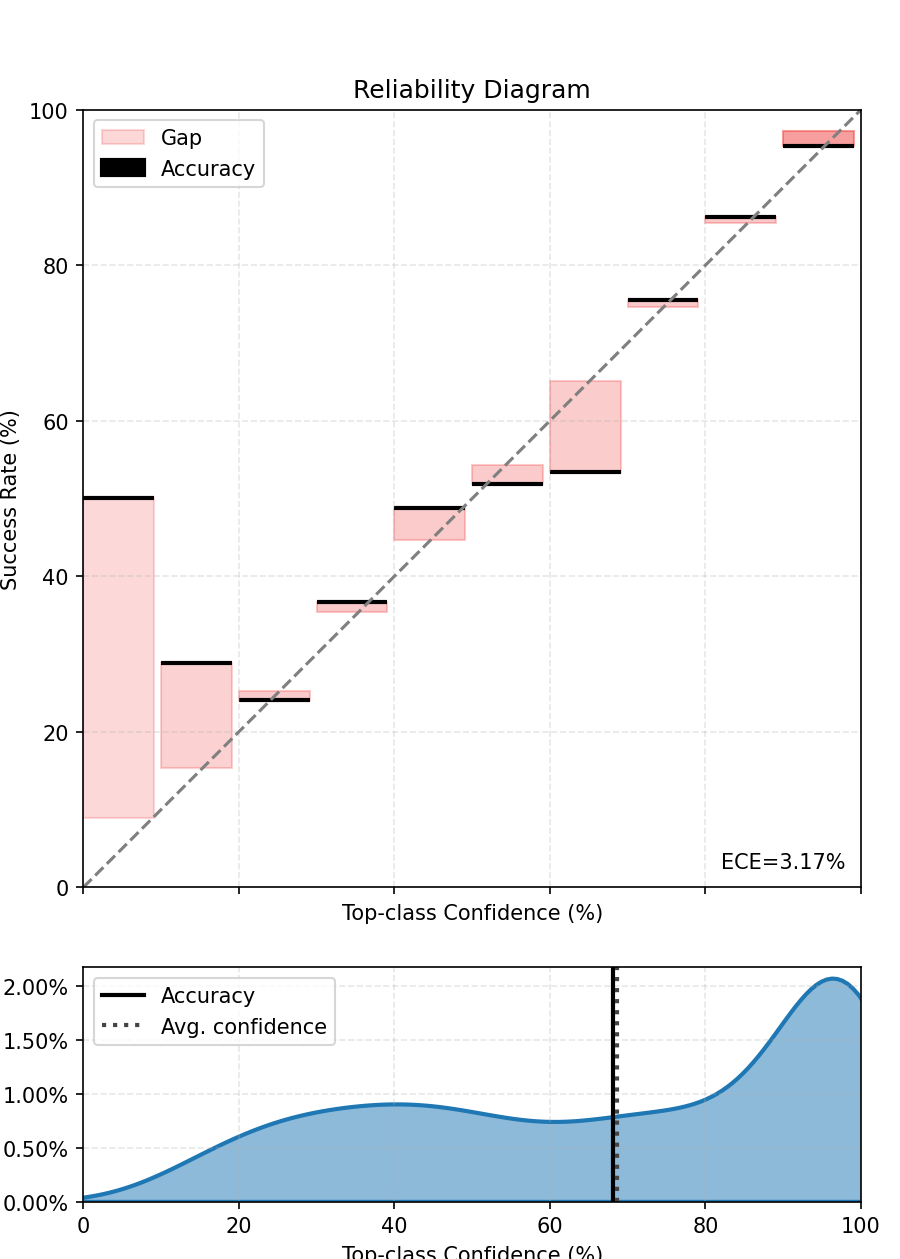 Reliability Diagram
100
80
60
40
20
0
Success Rate (%)
Gap
Accuracy
ECE=3.17%
Top-class Confidence (%)
2.00%
1.50%
1.00%
0.50%
0.00%
Accuracy
Avg. confidence
0 20 40 60 80 100
Top-class Confidence (%)